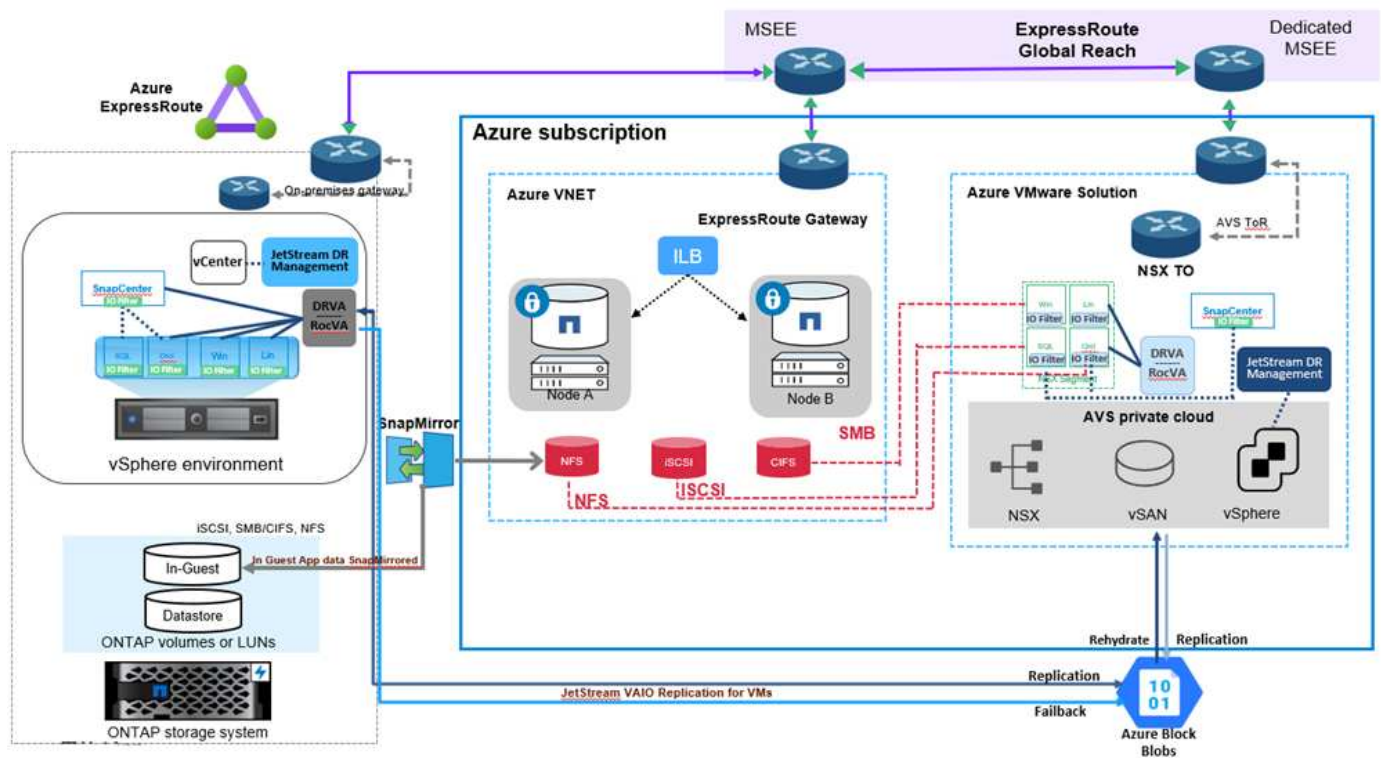 MSEE
ExpressRoute
Global Reach
Dedicated
MSEE
Azure
ExpressRoute
On-premises gateway
Azure subscription
Azure VNET
ExpressRoute Gateway
ILB
Node A
Node B
NFS
iSCSI
CIFS
SMB
ISCSI
NFS
Azure VMware Solution
AVS ToR
NSX TO
Win
IO Filter
Lin
IO Filter
SQL
IO Filter
IO Filter
NSX Segment
DRVA
RocVA
SnapCenter
IO Filter
JetStream DR
Management
AVS private cloud
NSX
vSAN
vSphere
vCenter
JetStream DR
Management
SnapCenter
IO Filter
DRVA
RocVA
SQL
IO Filter
IO Filter
Win
IO Filter
Lin
IO Filter
vSphere environment
SnapMirror
iSCSI, SMB/CIFS, NFS
In-Guest
In Guest App data SnapMirrored
Datastore
ONTAP volumes or LUNs
ONTAP storage system
Rehydrate
Replication
Replication
JetStream VAIO Replication for VMs
Failback
10
01
Azure Block
Blobs